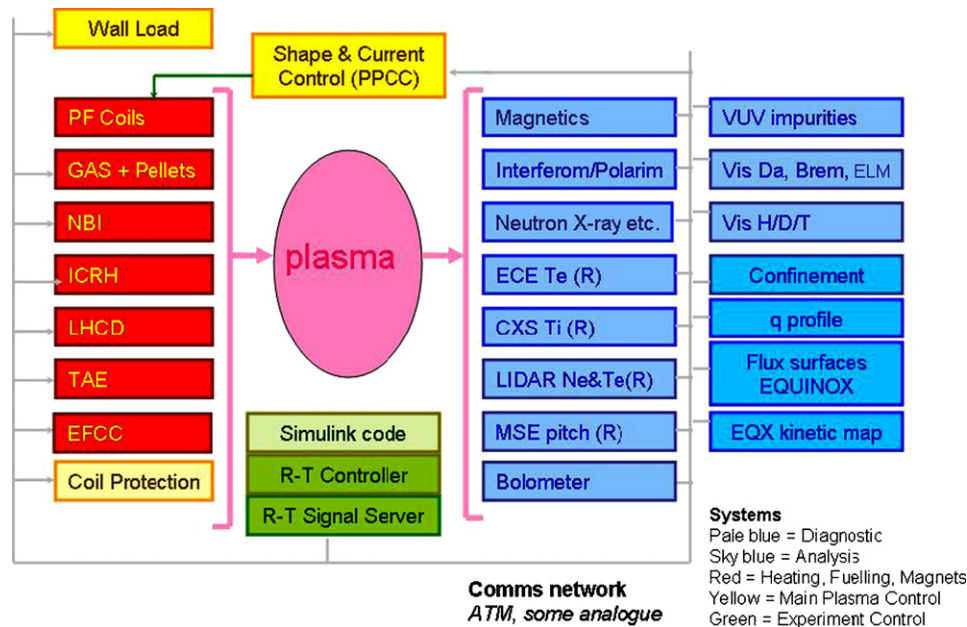 Wall Load
Shape & Current
Control (PPCC)
PF Coils
GAS + Pellets
NBI
ICRH
LHCD
TAE
EFCC
Coil Protection
plasma
Simulink code
R-T Controller
R-T Signal Server
Magnetics
Interferom/Polarim
Neutron X-ray etc.
ECE Te (R)
CXS Ti (R)
LIDAR Ne&Te(R)
MSE pitch (R)
Bolometer
VUV impurities
Vis Da, Brem, ELM
Vis H/D/T
Confinement
q profile
Flux surfaces
EQUINOX
EQX kinetic map
Comms network
ATM, some analogue
Systems
Pale blue = Diagnostic
Sky blue = Analysis
Red = Heating, Fuelling, Magnets
Yellow = Main Plasma Control
Green = Experiment Control